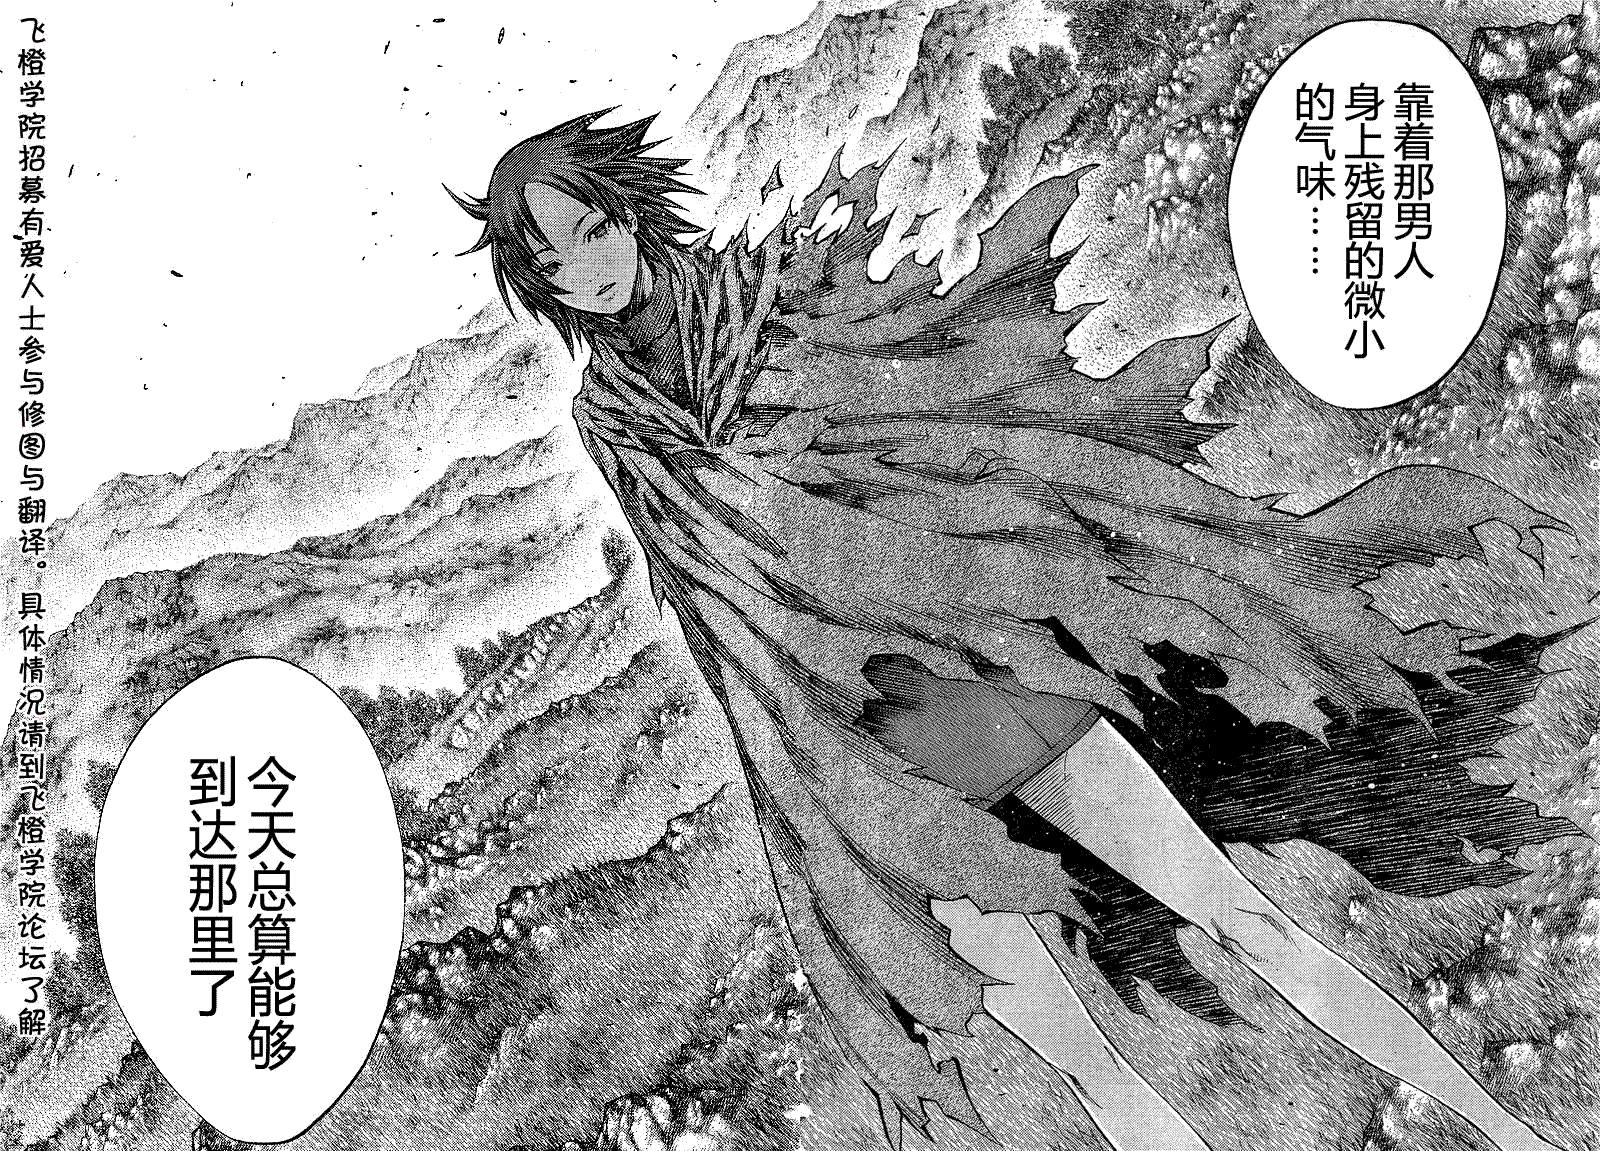 靠着那男人
身上残留的微小
的气味……
今天总算能够
到达那里了
飞橙学院招募有爱人士参与修图与翻译。具体情况请到飞橙学院论坛了解